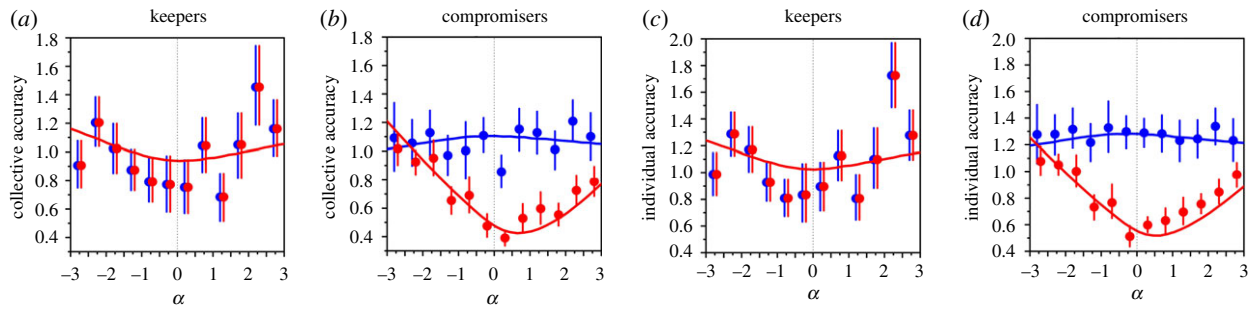 (a) keepers
collective accuracy
1.8
1.6
1.4
1.2
1.0
0.8
0.6
0.4
–3 –2 –1 0 1 2 3
α
(b) compromisers
collective accuracy
1.8
1.6
1.4
1.2
1.0
0.8
0.6
0.4
–3 –2 –1 0 1 2 3
α
(c) keepers
individual accuracy
2.0
1.8
1.6
1.4
1.2
1.0
0.8
0.6
0.4
–3 –2 –1 0 1 2 3
α
(d) compromisers
individual accuracy
2.0
1.8
1.6
1.4
1.2
1.0
0.8
0.6
0.4
–3 –2 –1 0 1 2 3
α